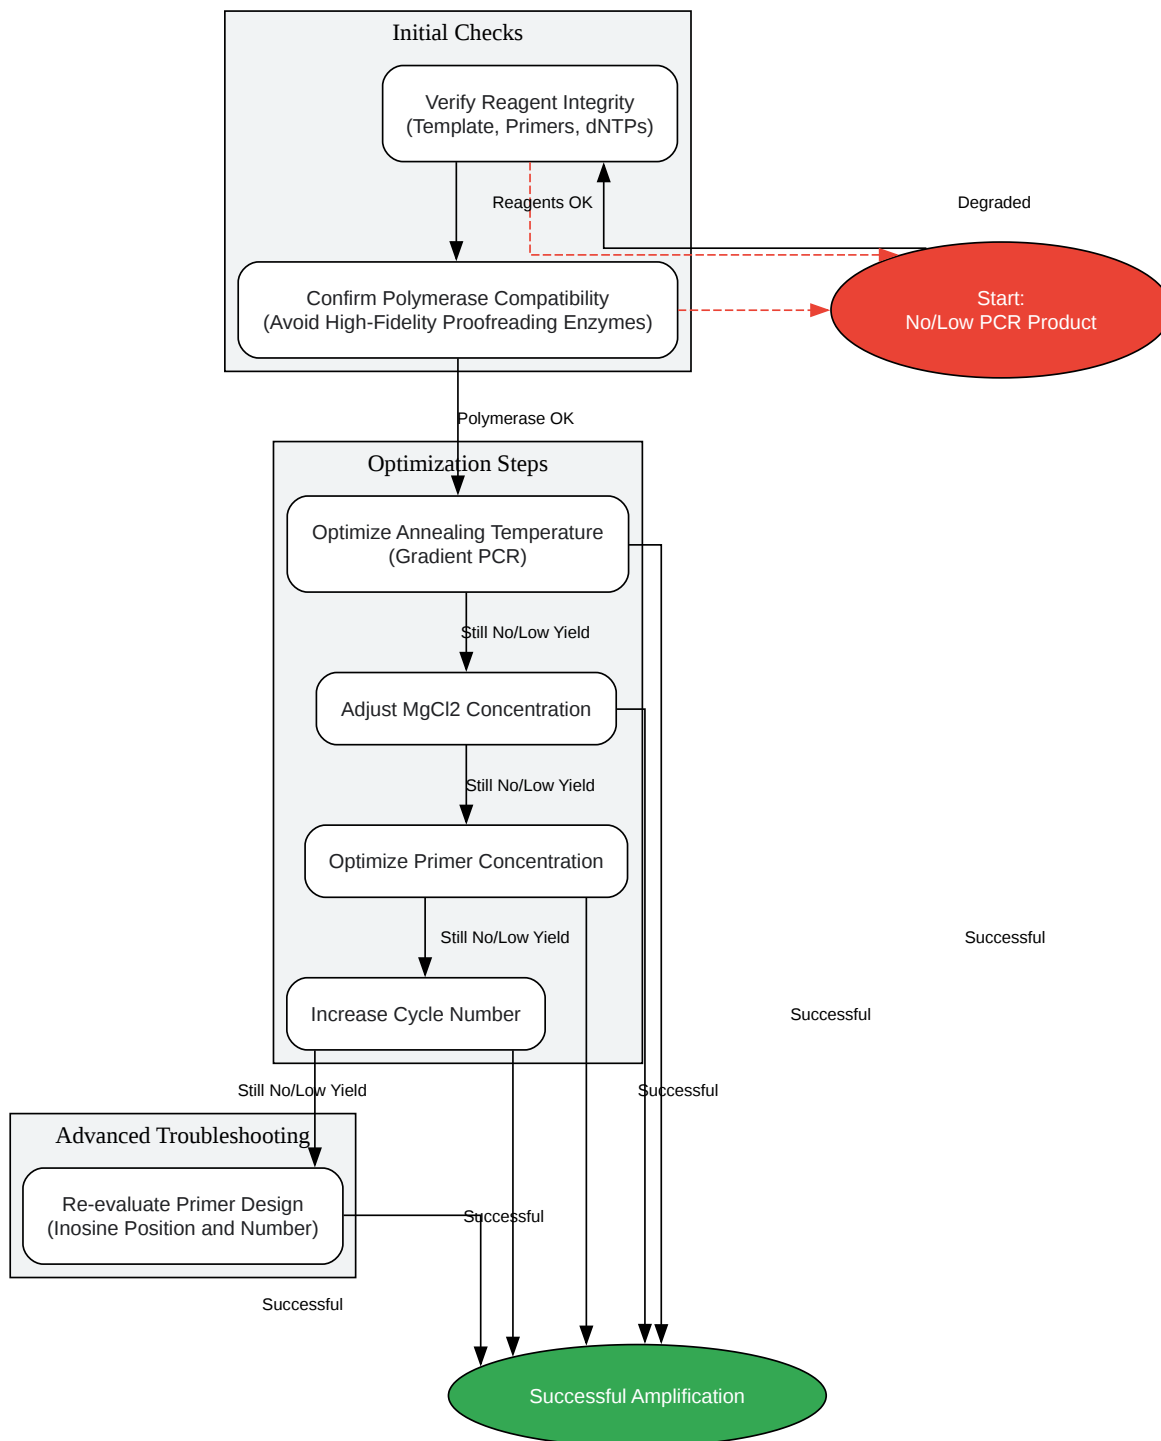 Initial Checks
Verify Reagent Integrity
(Template, Primers, dNTPs)
Reagents OK
Degraded
Confirm Polymerase Compatibility
(Avoid High-Fidelity Proofreading Enzymes)
Start:
No/Low PCR Product
Polymerase OK
Optimization Steps
Optimize Annealing Temperature
(Gradient PCR)
Still No/Low Yield
Adjust MgCl2 Concentration
Still No/Low Yield
Optimize Primer Concentration
Still No/Low Yield
Successful
Increase Cycle Number
Successful
Still No/Low Yield
Successful
Advanced Troubleshooting
Re-evaluate Primer Design
(Inosine Position and Number)
Successful
Successful
Successful Amplification